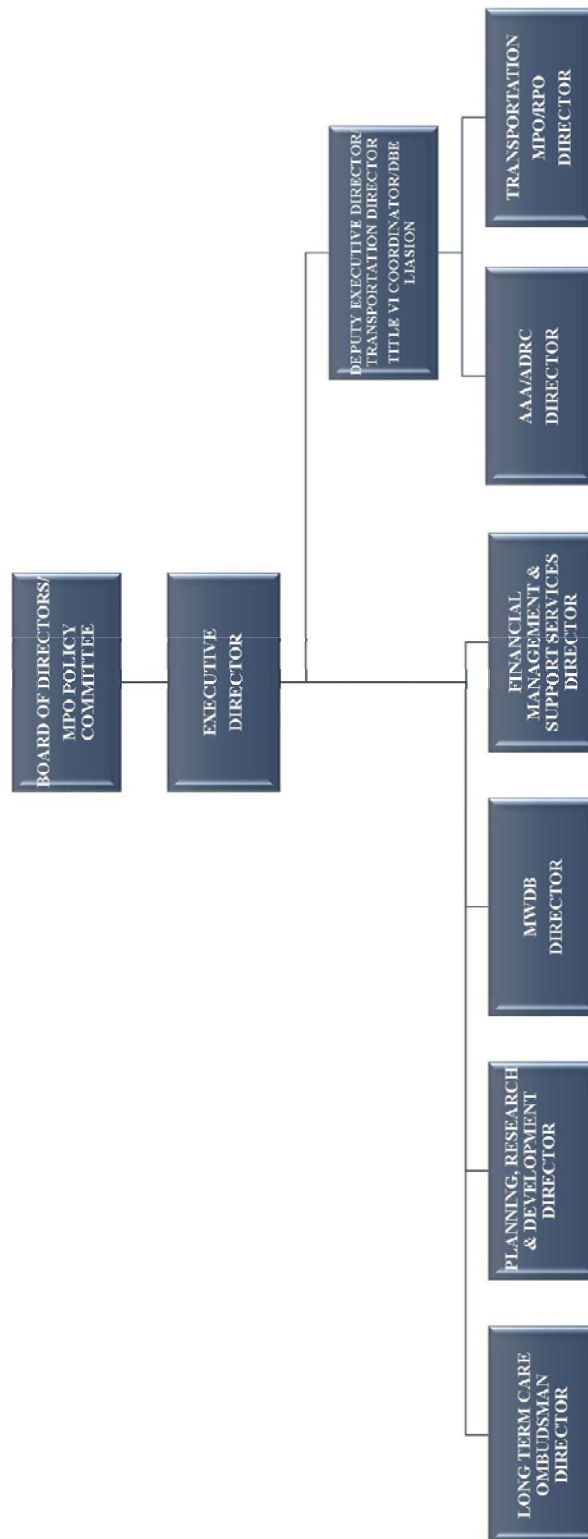 BOARD OF DIRECTORS/
MPO POLICY
COMMITTEE
EXECUTIVE
DIRECTOR
DEPUTY EXECUTIVE DIRECTOR/
TRANSPORTATION DIRECTOR
TITLE VI COORDINATOR/DBE
LIASION
LONG TERM CARE
OMBUDSMAN
DIRECTOR
PLANNING, RESEARCH
& DEVELOPMENT
DIRECTOR
MWDB
DIRECTOR
FINANCIAL
MANAGEMENT &
SUPPORT SERVICES
DIRECTOR
AAA/ADRC
DIRECTOR
TRANSPORTATION
MPO/RPO
DIRECTOR